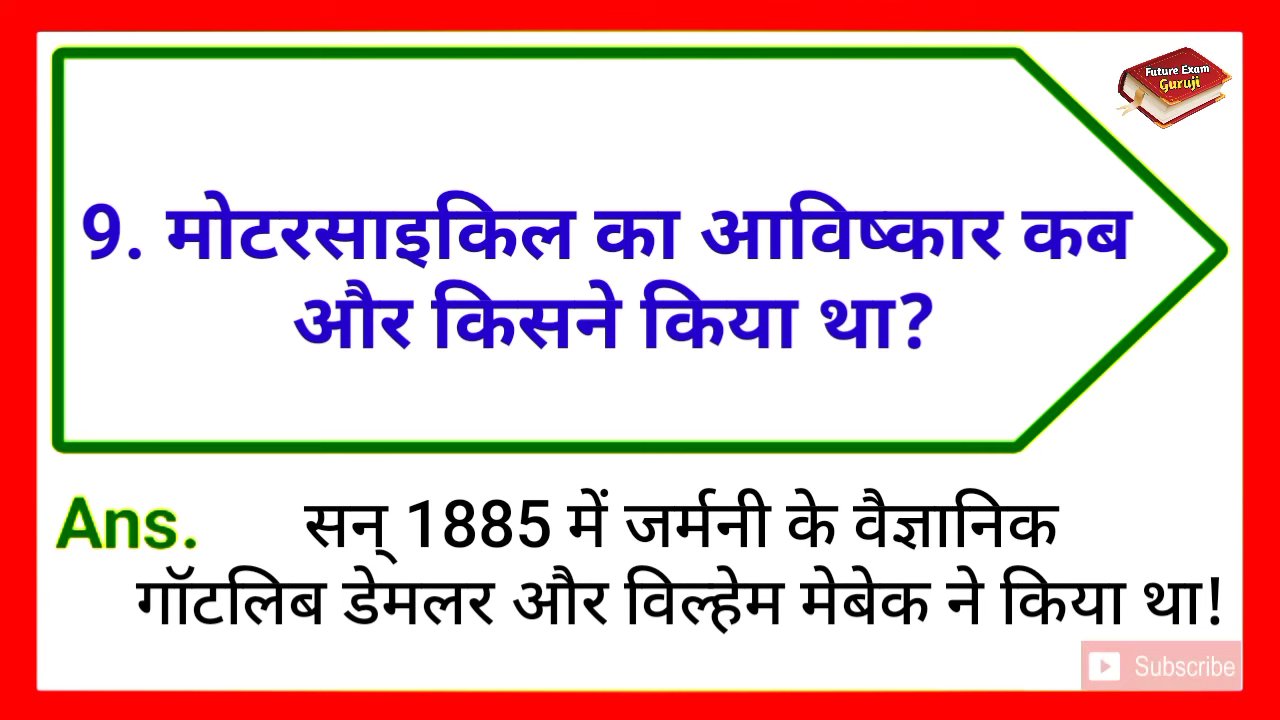 Future Exam
Guruji
9. मोटरसाइकिल का आविष्कार कब
और किसने किया था?
Ans. सन् 1885 में जर्मनी के वैज्ञानिक
गॉटलिब डेमलर और विल्हेम मेबेक ने किया था!
Subscribe